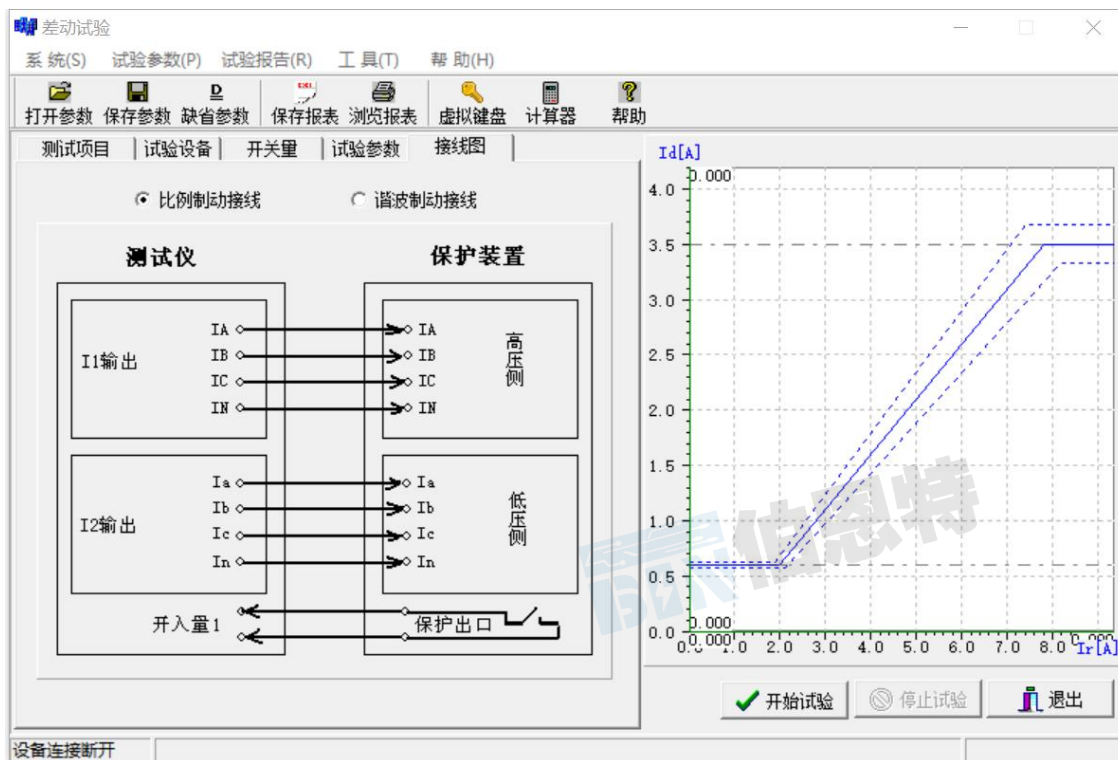 差动试验
系 统(S) 试验参数(P) 试验报告(R) 工 具(T) 帮 助(H)
打开参数 保存参数 缺省参数 保存报表 浏览报表 虚拟键盘 计算器 帮助
测试项目 试验设备 开关量 试验参数 接线图
比例制动接线 谐波制动接线
测试仪 保护装置
I1输出
IA IA
IB IB
IC IC
IN IN
高压侧
I2输出
Ia Ia
Ib Ib
Ic Ic
In In
低压侧
开入量1 保护出口
Id[A]
0.000
4.0
3.5
3.0
2.5
2.0
1.5
1.0
0.5
0.0
0.000
0.000
1.0 2.0 3.0 4.0 5.0 6.0 7.0 8.0 Ir[A]
BEN 伯恩特
开始试验 停止试验 退出
设备连接断开